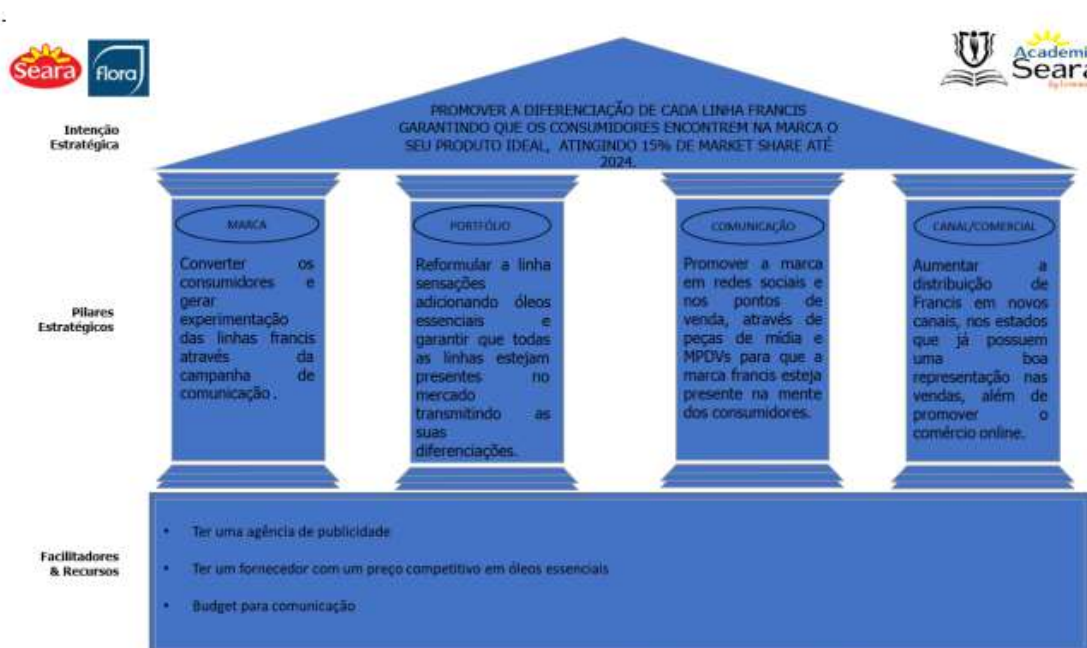 .
Seara
flora
Academi
Seara
Intenção
Estratégica
PROMOVER A DIFERENCIAÇÃO DE CADA LINHA FRANCIS
GARANTINDO QUE OS CONSUMIDORES ENCONTREM NA MARCA O
SEU PRODUTO IDEAL, ATINGINDO 15% DE MARKET SHARE ATÉ
2024.
Pilares
Estratégicos
MARCA
Converter os
consumidores e
gerar
experimentação
das linhas francis
através da
campanha de
comunicação .
PORTFÓLIO
Reformular a linha
sensações
adicionando óleos
essenciais e
garantir que todas
as linhas estejam
presentes no
mercado
transmitindo as
suas
diferenciações.
COMUNICAÇÃO
Promover a marca
em redes sociais e
nos pontos de
venda, através de
peças de mídia e
MPDVs para que a
marca francis esteja
presente na mente
dos consumidores.
CANAL/COMERCIAL
Aumentar a
distribuição de
Francis em novos
canais, nos estados
que já possuem
uma boa
representação nas
vendas, além de
promover o
comércio online.
Facilitadores
& Recursos
• Ter uma agência de publicidade
• Ter um fornecedor com um preço competitivo em óleos essenciais
• Budget para comunicação